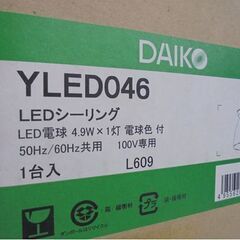 DAIKO
YLED046
LEDシーリング
LED電球 4.9W×1灯 電球色 付
50Hz/60Hz共用 100V専用
1台入 L609